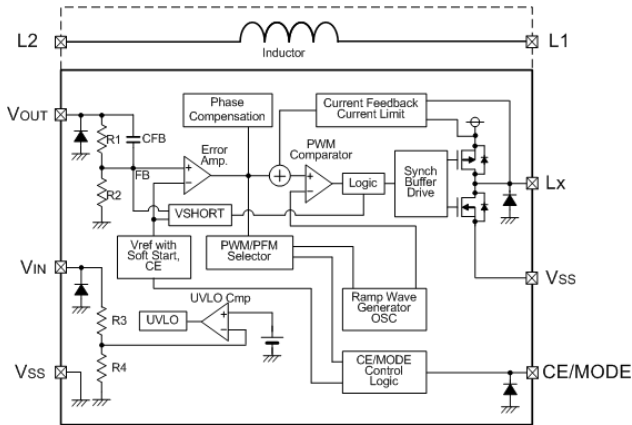 L2
Inductor
L1
VOUT
R1
CFB
FB
R2
Error
Amp.
Phase
Compensation
Current Feedback
Current Limit
PWM
Comparator
Logic
Synch
Buffer
Drive
Lx
VSHORT
Vref with
Soft Start,
CE
PWM/PFM
Selector
VSS
VIN
R3
R4
UVLO Cmp
UVLO
Ramp Wave
Generator
OSC
VSS
CE/MODE
Control
Logic
CE/MODE